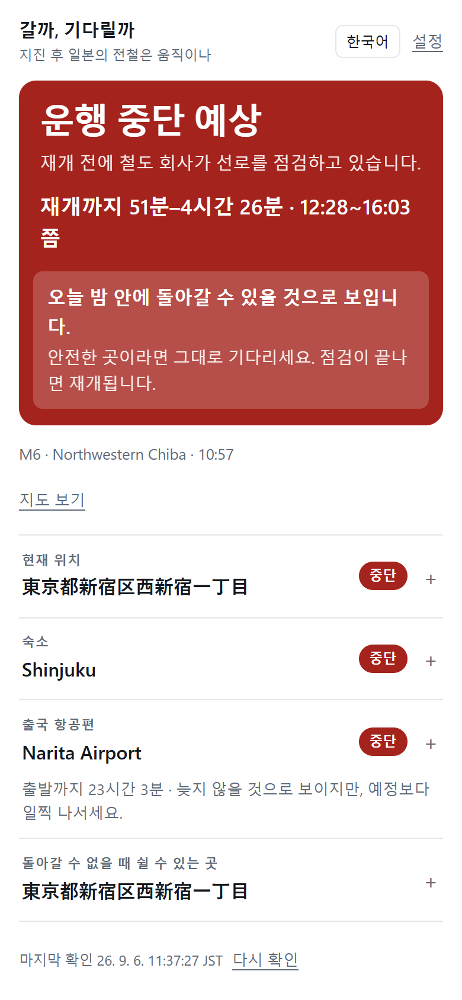 갈까, 기다릴까
지진 후 일본의 전철은 움직이나
한국어
설정
운행 중단 예상
재개 전에 철도 회사가 선로를 점검하고 있습니다.
재개까지 51분–4시간 26분 · 12:28~16:03
쯤
오늘 밤 안에 돌아갈 수 있을 것으로 보입니
다.
안전한 곳이라면 그대로 기다리세요. 점검이 끝나
면 재개됩니다.
M6 · Northwestern Chiba · 10:57
지도 보기
현재 위치
東京都新宿区西新宿一丁目
중단
+
숙소
Shinjuku
중단
+
출국 항공편
Narita Airport
중단
+
출발까지 23시간 3분 · 늦지 않을 것으로 보이지만, 예정보다
일찍 나서세요.
돌아갈 수 없을 때 쉴 수 있는 곳
東京都新宿区西新宿一丁目
+
마지막 확인 26. 9. 6. 11:37:27 JST 다시 확인